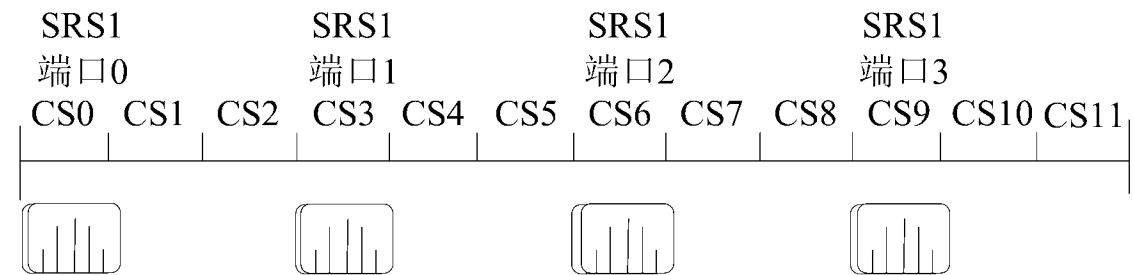 SRS1 SRS1 SRS1 SRS1
端口0 端口1 端口2 端口3
CS0 CS1 CS2 CS3 CS4 CS5 CS6 CS7 CS8 CS9 CS10 CS11